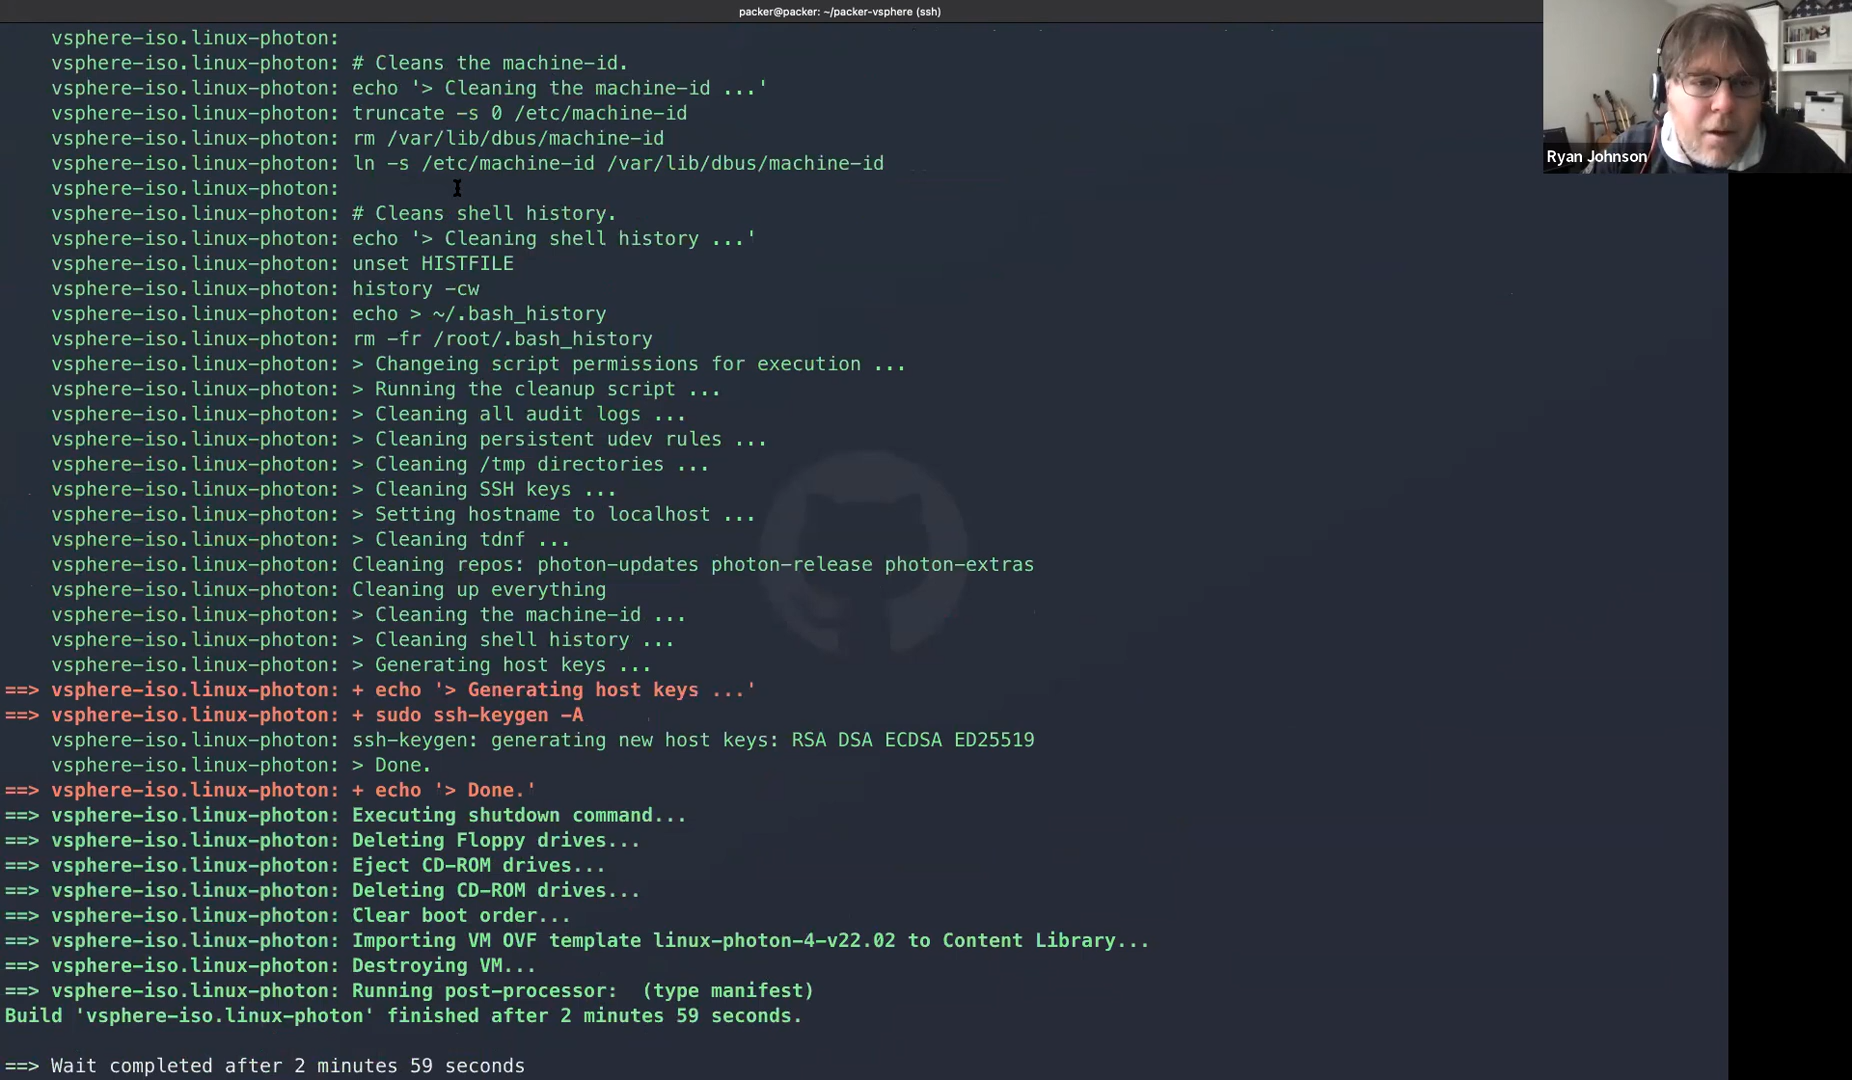 packer@packer: ~/packer-vsphere (ssh)
vsphere-iso.linux-photon:
vsphere-iso.linux-photon: # Cleans the machine-id.
vsphere-iso.linux-photon: echo '> Cleaning the machine-id ...'
vsphere-iso.linux-photon: truncate -s 0 /etc/machine-id
vsphere-iso.linux-photon: rm /var/lib/dbus/machine-id
vsphere-iso.linux-photon: ln -s /etc/machine-id /var/lib/dbus/machine-id
Ryan Johnson
vsphere-iso.linux-photon:
vsphere-iso.linux-photon: # Cleans shell history.
vsphere-iso.linux-photon: echo '> Cleaning shell history ...'
vsphere-iso.linux-photon: unset HISTFILE
vsphere-iso.linux-photon: history -cw
vsphere-iso.linux-photon: echo > ~/.bash_history
vsphere-iso.linux-photon: rm -fr /root/.bash_history
vsphere-iso.linux-photon: > Changeing script permissions for execution ...
vsphere-iso.linux-photon: > Running the cleanup script ...
vsphere-iso.linux-photon: > Cleaning all audit logs ...
vsphere-iso.linux-photon: > Cleaning persistent udev rules ...
vsphere-iso.linux-photon: > Cleaning /tmp directories ...
vsphere-iso.linux-photon: > Cleaning SSH keys ...
vsphere-iso.linux-photon: > Setting hostname to localhost ...
vsphere-iso.linux-photon: > Cleaning tdnf ...
vsphere-iso.linux-photon: Cleaning repos: photon-updates photon-release photon-extras
vsphere-iso.linux-photon: Cleaning up everything
vsphere-iso.linux-photon: > Cleaning the machine-id ...
vsphere-iso.linux-photon: > Cleaning shell history ...
vsphere-iso.linux-photon: > Generating host keys ...
==> vsphere-iso.linux-photon: + echo '> Generating host keys ...'
==> vsphere-iso.linux-photon: + sudo ssh-keygen -A
vsphere-iso.linux-photon: ssh-keygen: generating new host keys: RSA DSA ECDSA ED25519
vsphere-iso.linux-photon: > Done.
==> vsphere-iso.linux-photon: + echo '> Done.'
==> vsphere-iso.linux-photon: Executing shutdown command...
==> vsphere-iso.linux-photon: Deleting Floppy drives...
==> vsphere-iso.linux-photon: Eject CD-ROM drives...
==> vsphere-iso.linux-photon: Deleting CD-ROM drives...
==> vsphere-iso.linux-photon: Clear boot order...
==> vsphere-iso.linux-photon: Importing VM OVF template linux-photon-4-v22.02 to Content Library...
==> vsphere-iso.linux-photon: Destroying VM...
==> vsphere-iso.linux-photon: Running post-processor:  (type manifest)
Build 'vsphere-iso.linux-photon' finished after 2 minutes 59 seconds.
==> Wait completed after 2 minutes 59 seconds